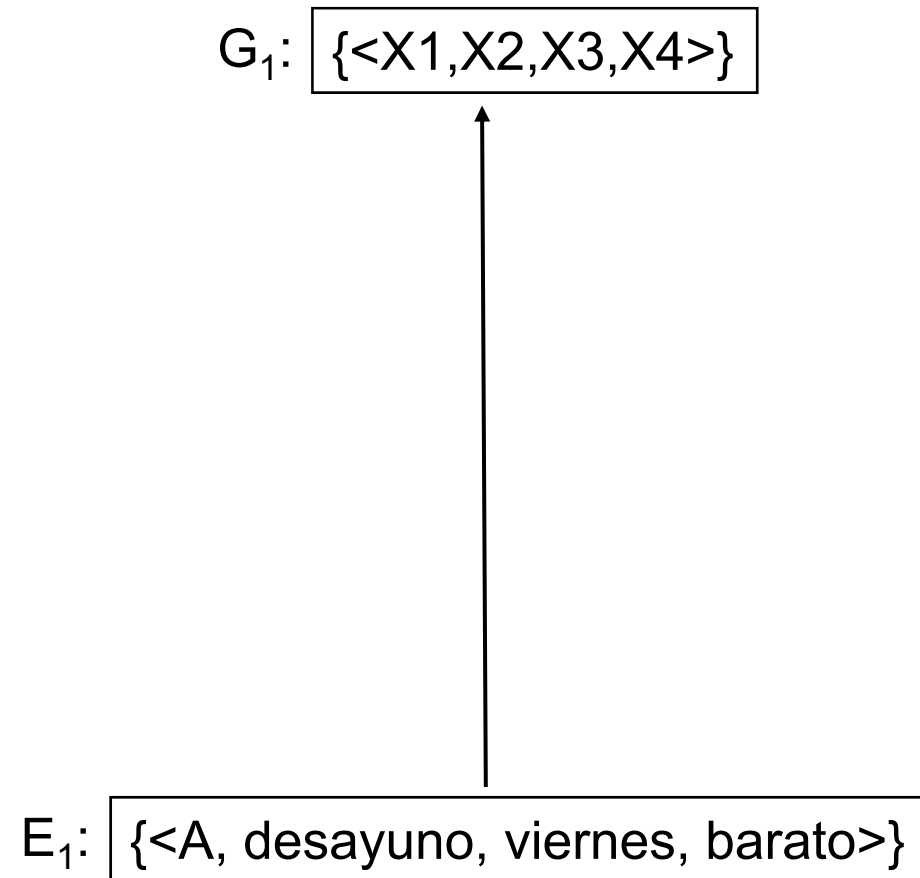 G₁: {<X1,X2,X3,X4>}
E₁: {<A, desayuno, viernes, barato>}